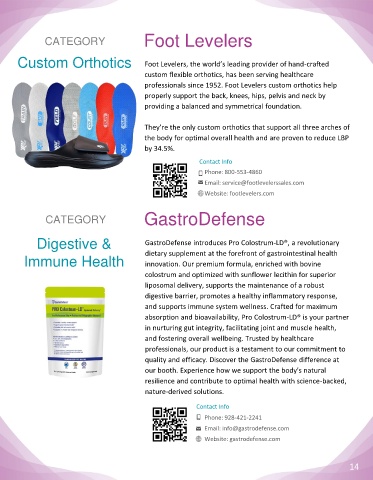 CATEGORY
Foot Levelers
Custom Orthotics
Foot Levelers, the world's leading provider of hand-crafted
custom flexible orthotics, has been serving healthcare
professionals since 1952. Foot Levelers custom orthotics help
properly support the back, knees, hips, pelvis and neck by
providing a balanced and symmetrical foundation.
They're the only custom orthotics that support all three arches of
the body for optimal overall health and are proven to reduce LBP
by 34.5%.
Contact Info
Phone: 800-553-4860
Email: service@footlevelerssales.com
Website: footlevelers.com
CATEGORY
GastroDefense
Digestive &
Immune Health
GastroDefense introduces Pro Colostrum-LD®, a revolutionary
dietary supplement at the forefront of gastrointestinal health
innovation. Our premium formula, enriched with bovine
colostrum and optimized with sunflower lecithin for superior
liposomal delivery, supports the maintenance of a robust
digestive barrier, promotes a healthy inflammatory response,
and supports immune system wellness. Crafted for maximum
absorption and bioavailability, Pro Colostrum-LD® is your partner
in nurturing gut integrity, facilitating joint and muscle health,
and fostering overall wellbeing. Trusted by healthcare
professionals, our product is a testament to our commitment to
quality and efficacy. Discover the GastroDefense difference at
our booth. Experience how we support the body's natural
resilience and contribute to optimal health with science-backed,
nature-derived solutions.
PRO Colostrum-LD
Contact Info
Phone: 928-421-2241
Email: info@gastrodefense.com
Website: gastrodefense.com
14